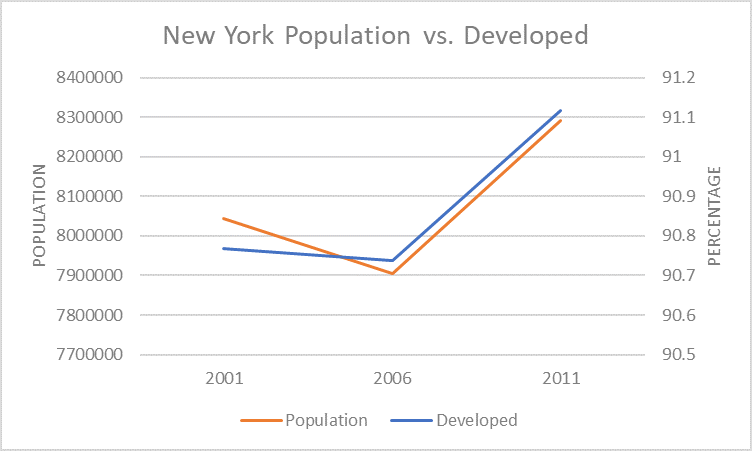 New York Population vs. Developed
8400000 91.2
8300000 91.1
8200000 91
8100000 90.9
8000000 90.8
7900000 90.7
7800000 90.6
7700000 90.5
POPULATION
PERCENTAGE
2001 2006 2011
Population Developed